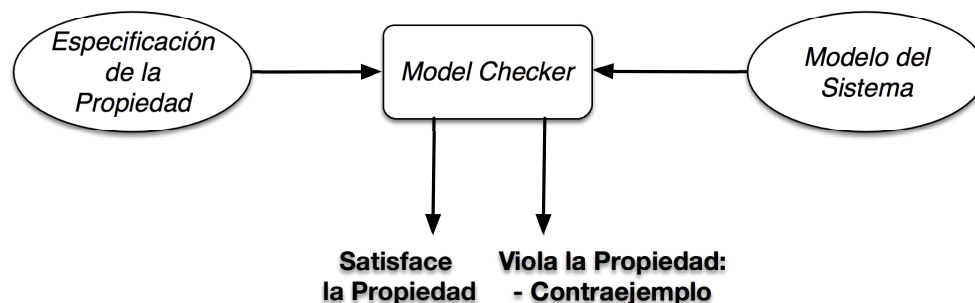 Especificación
de la
Propiedad
Model Checker
Modelo del
Sistema
Satisface
la Propiedad
Viola la Propiedad:
- Contraejemplo